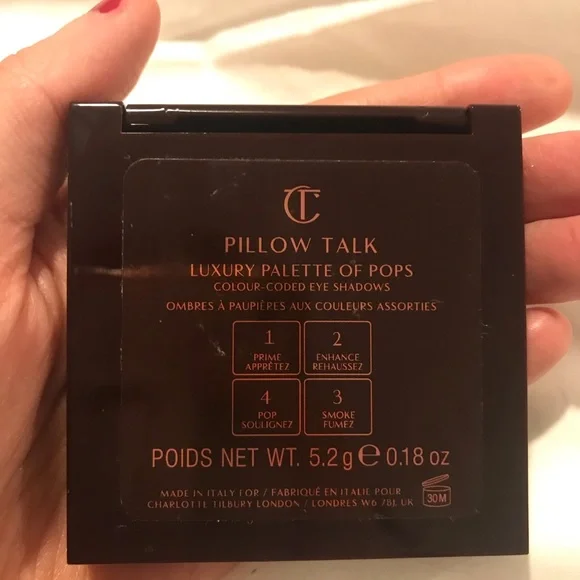 CT
PILLOW TALK
LUXURY PALETTE OF POPS
COLOUR-CODED EYE SHADOWS
OMBRES À PAUPIÈRES AUX COULEURS ASSORTIES
1 2
PRIME ENHANCE
APPRÊTEZ REHAUSSEZ
4 3
POP SMOKE
SOULIGNEZ FUMEZ
POIDS NET WT. 5.2g ℮ 0.18 oz
MADE IN ITALY FOR / FABRIQUÉ EN ITALIE POUR
CHARLOTTE TILBURY LONDON / LONDRES W6 7BJ, UK
30M